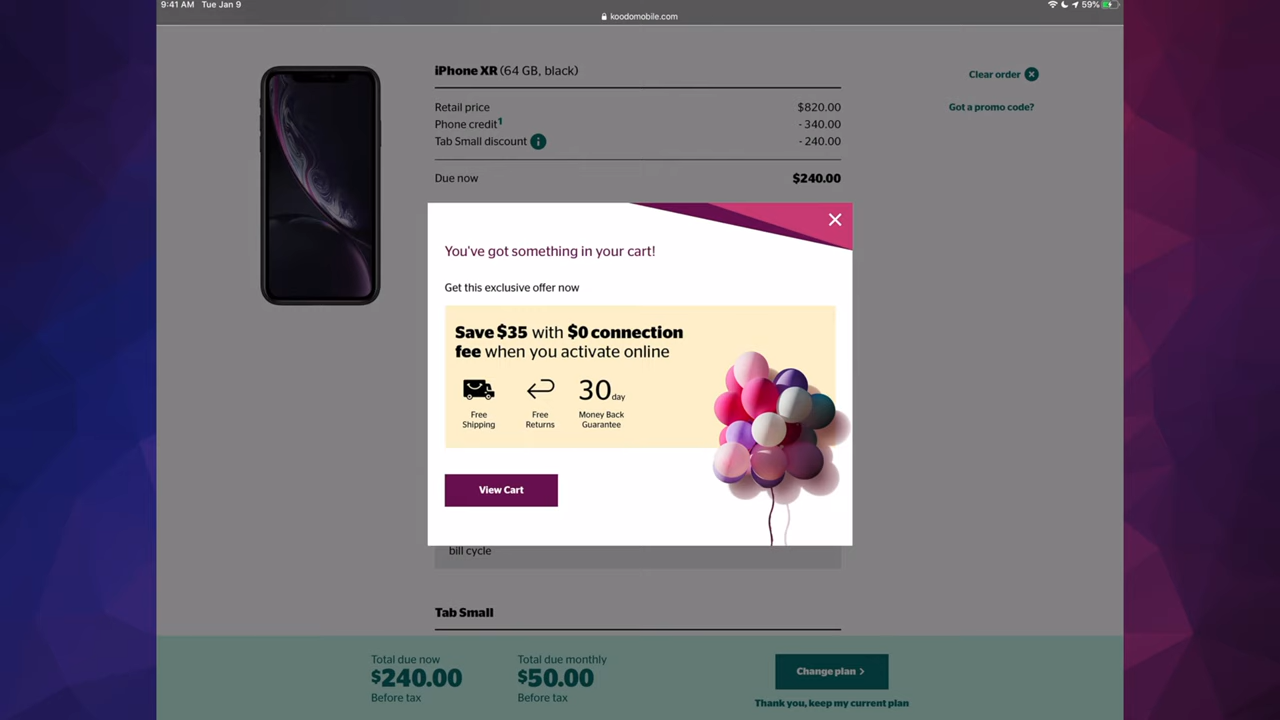 9:41 AM Tue Jan 9
59%
koodomobile.com
iPhone XR (64 GB, black)
Clear order
Retail price $820.00
Got a promo code?
Phone credit1 - 340.00
Tab Small discount i - 240.00
Due now $240.00
You've got something in your cart!
Get this exclusive offer now
Save $35 with $0 connection
fee when you activate online
30 day
Free Shipping
Free Returns
Money Back Guarantee
View Cart
bill cycle
Tab Small
Total due now
$240.00
Before tax
Total due monthly
$50.00
Before tax
Change plan >
Thank you, keep my current plan